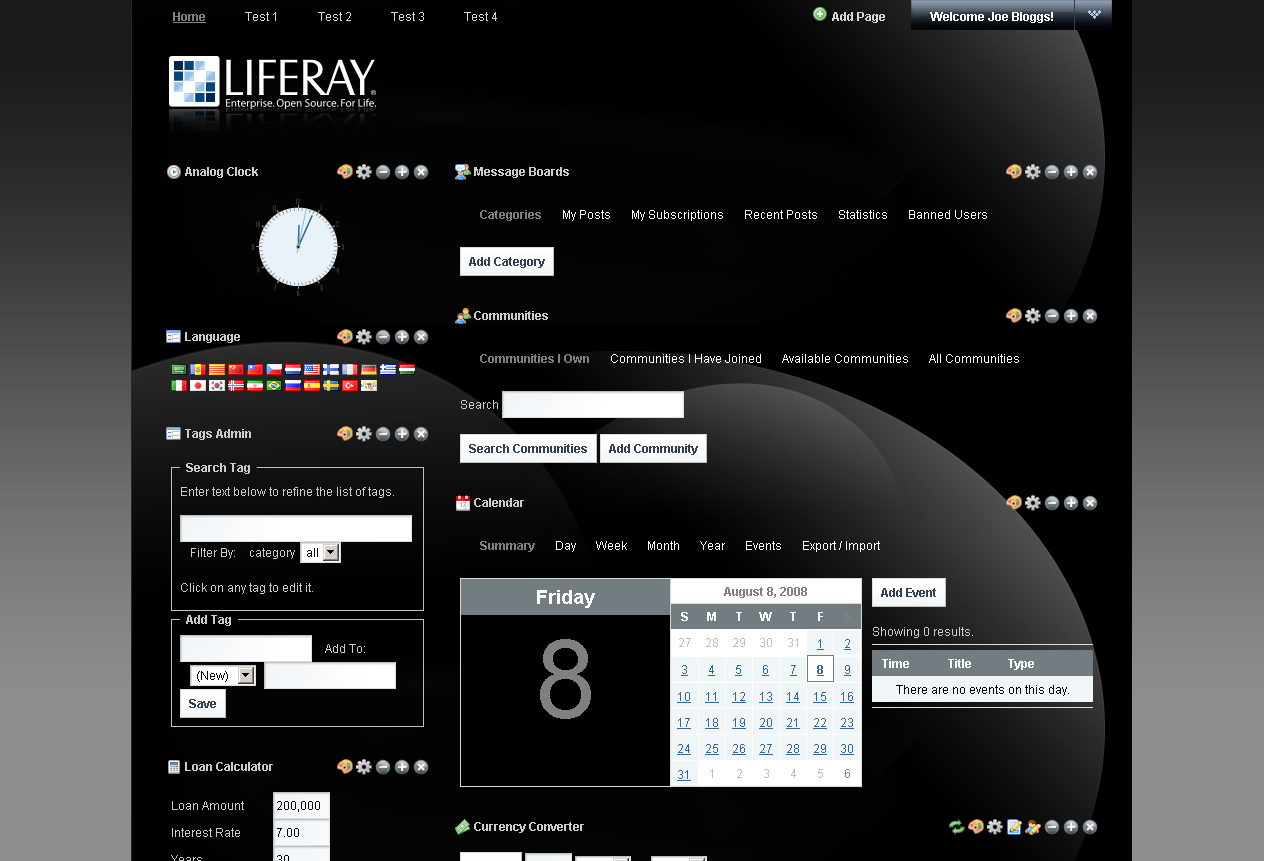 Home Test 1 Test 2 Test 3 Test 4 Add Page Welcome Joe Bloggs!
LIFERAY
Enterprise. Open Source. For Life.
Analog Clock
Language
Tags Admin
Search Tag
Enter text below to refine the list of tags.
Filter By: category all
Click on any tag to edit it.
Add Tag
Add To:
(New)
Save
Loan Calculator
Loan Amount 200,000
Interest Rate 7.00
Years 30
Message Boards
Categories My Posts My Subscriptions Recent Posts Statistics Banned Users
Add Category
Communities
Communities I Own Communities I Have Joined Available Communities All Communities
Search
Search Communities Add Community
Calendar
Summary Day Week Month Year Events Export / Import
Friday
8
August 8, 2008
S M T W T F S
27 28 29 30 31 1 2
3 4 5 6 7 8 9
10 11 12 13 14 15 16
17 18 19 20 21 22 23
24 25 26 27 28 29 30
31 1 2 3 4 5 6
Add Event
Showing 0 results.
Time Title Type
There are no events on this day.
Currency Converter